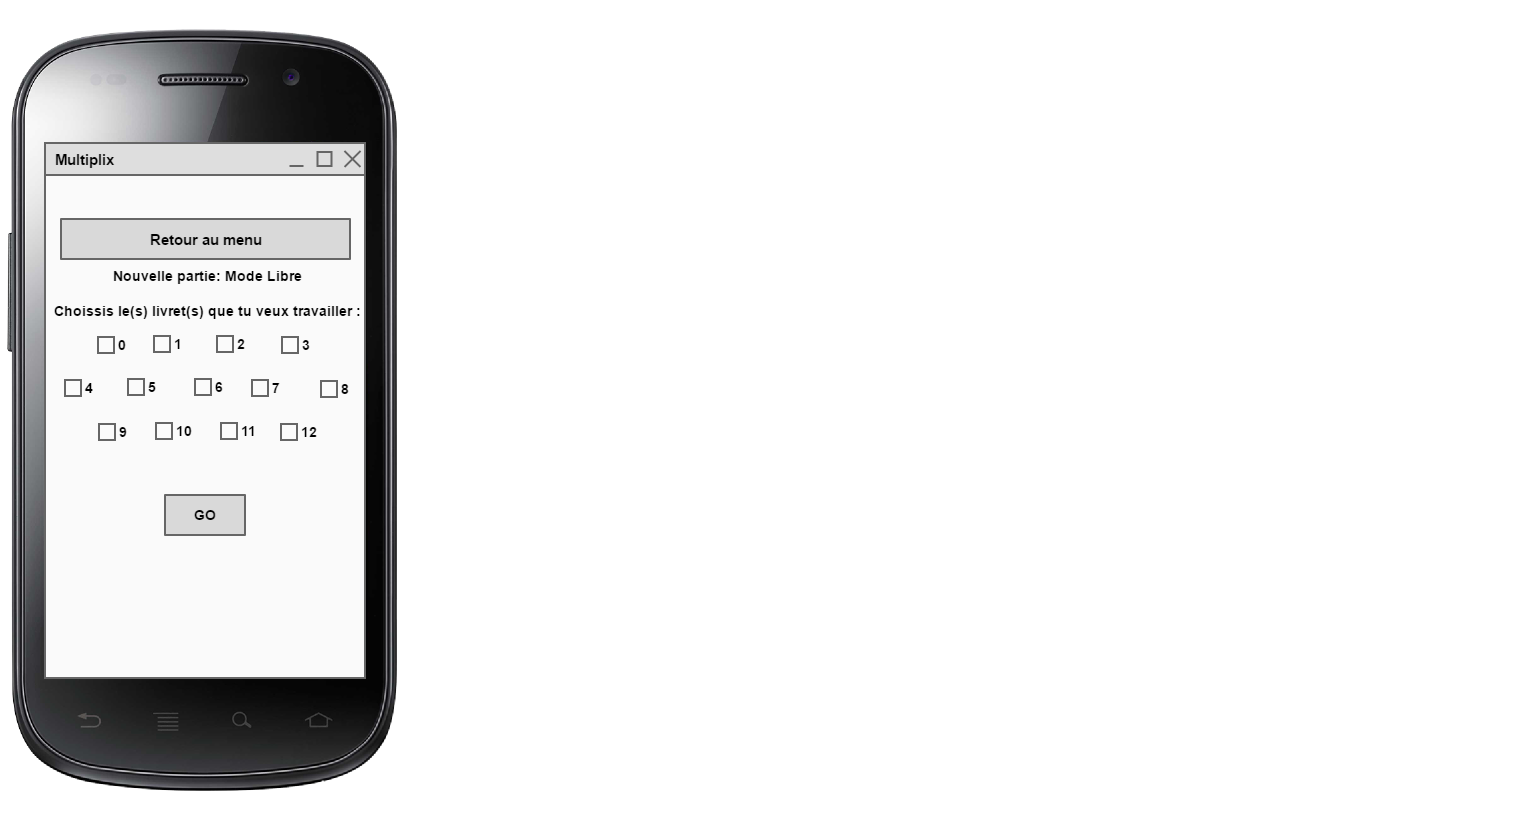 Multiplix
Retour au menu
Nouvelle partie: Mode Libre
Choissis le(s) livret(s) que tu veux travailler :
0 1 2 3
4 5 6 7 8
9 10 11 12
GO